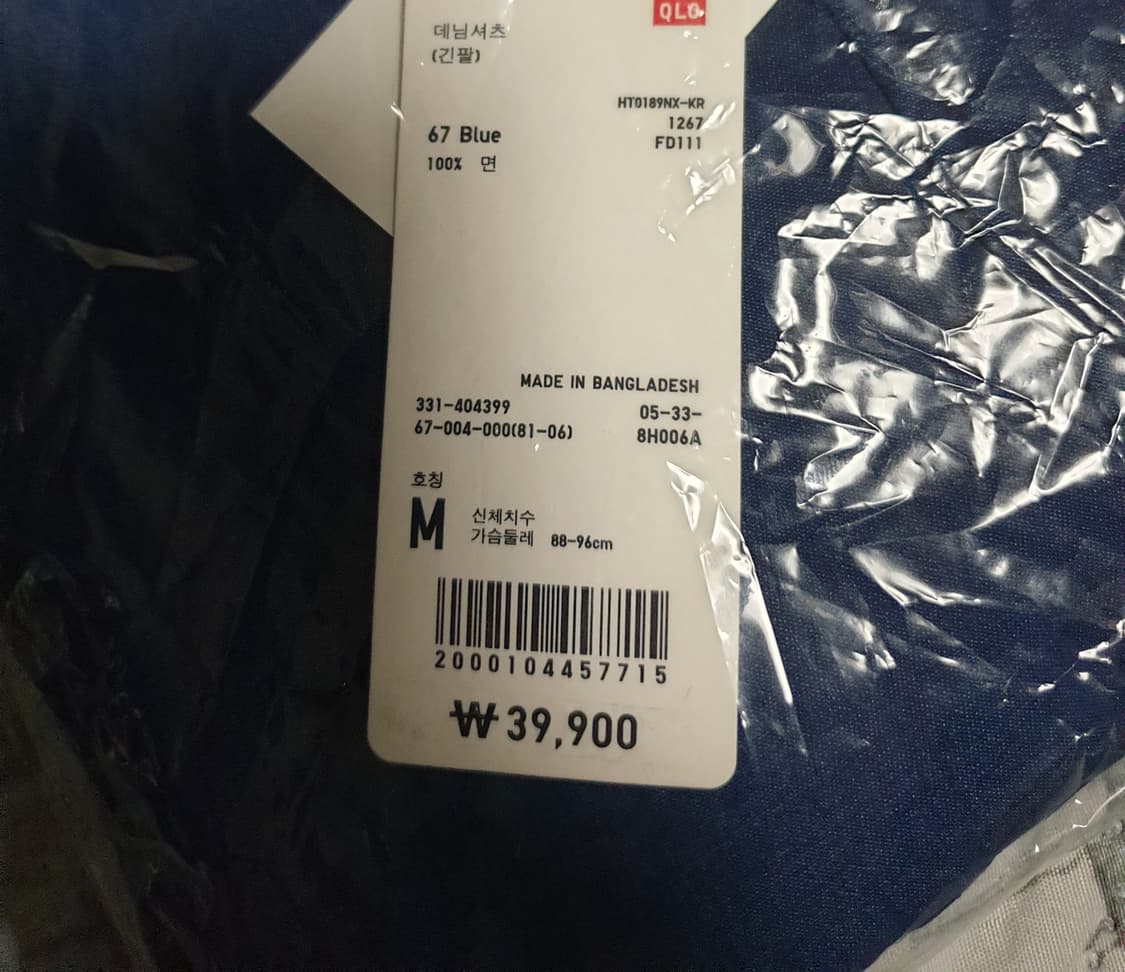 QLO
데님셔츠
(긴팔)
HT0189NX-KR
1267
67 Blue
FD111
100% 면
MADE IN BANGLADESH
331-404399
05-33-
67-004-000(81-06)
8H006A
호칭
M
신체치수
가슴둘레 88-96cm
2000104457715
₩39,900